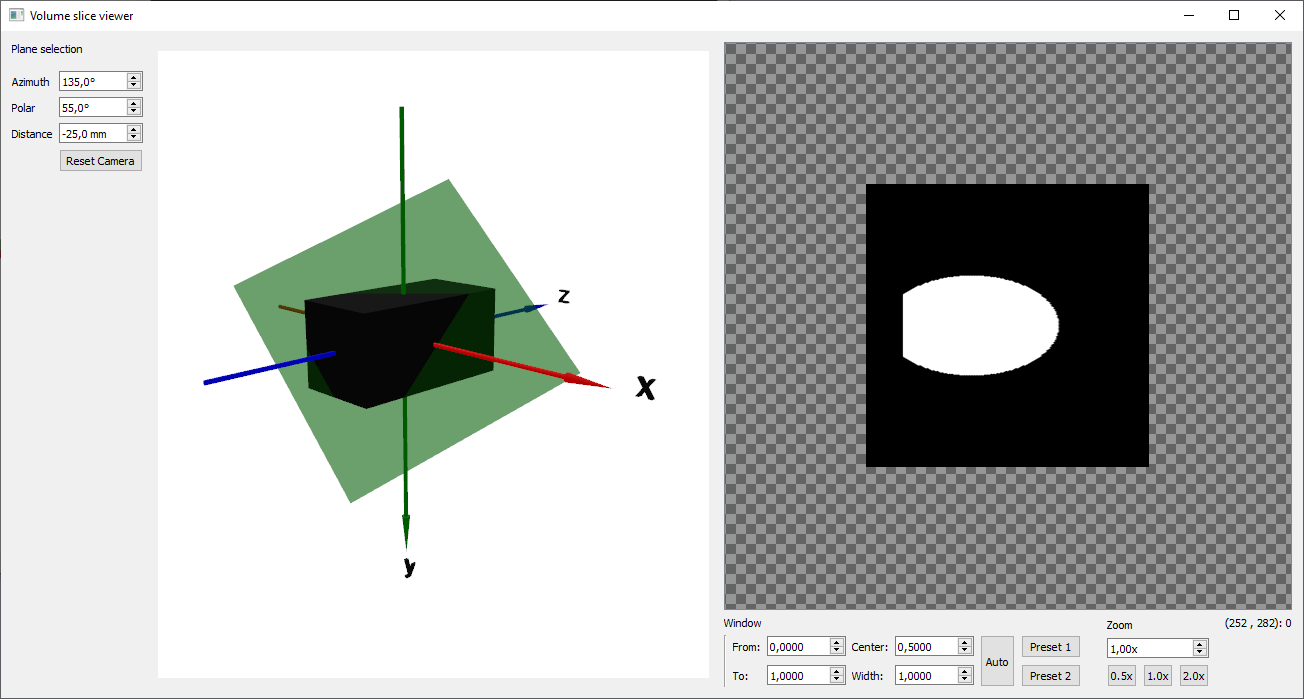 Volume slice viewer
Plane selection
Azimuth 135,0°
Polar 55,0°
Distance -25,0 mm
Reset Camera
z
x
y
Window
From: 0,0000 Center: 0,5000
To: 1,0000 Width: 1,0000
Auto
Preset 1
Preset 2
Zoom
1,00x
0.5x 1.0x 2.0x
(252 , 282): 0